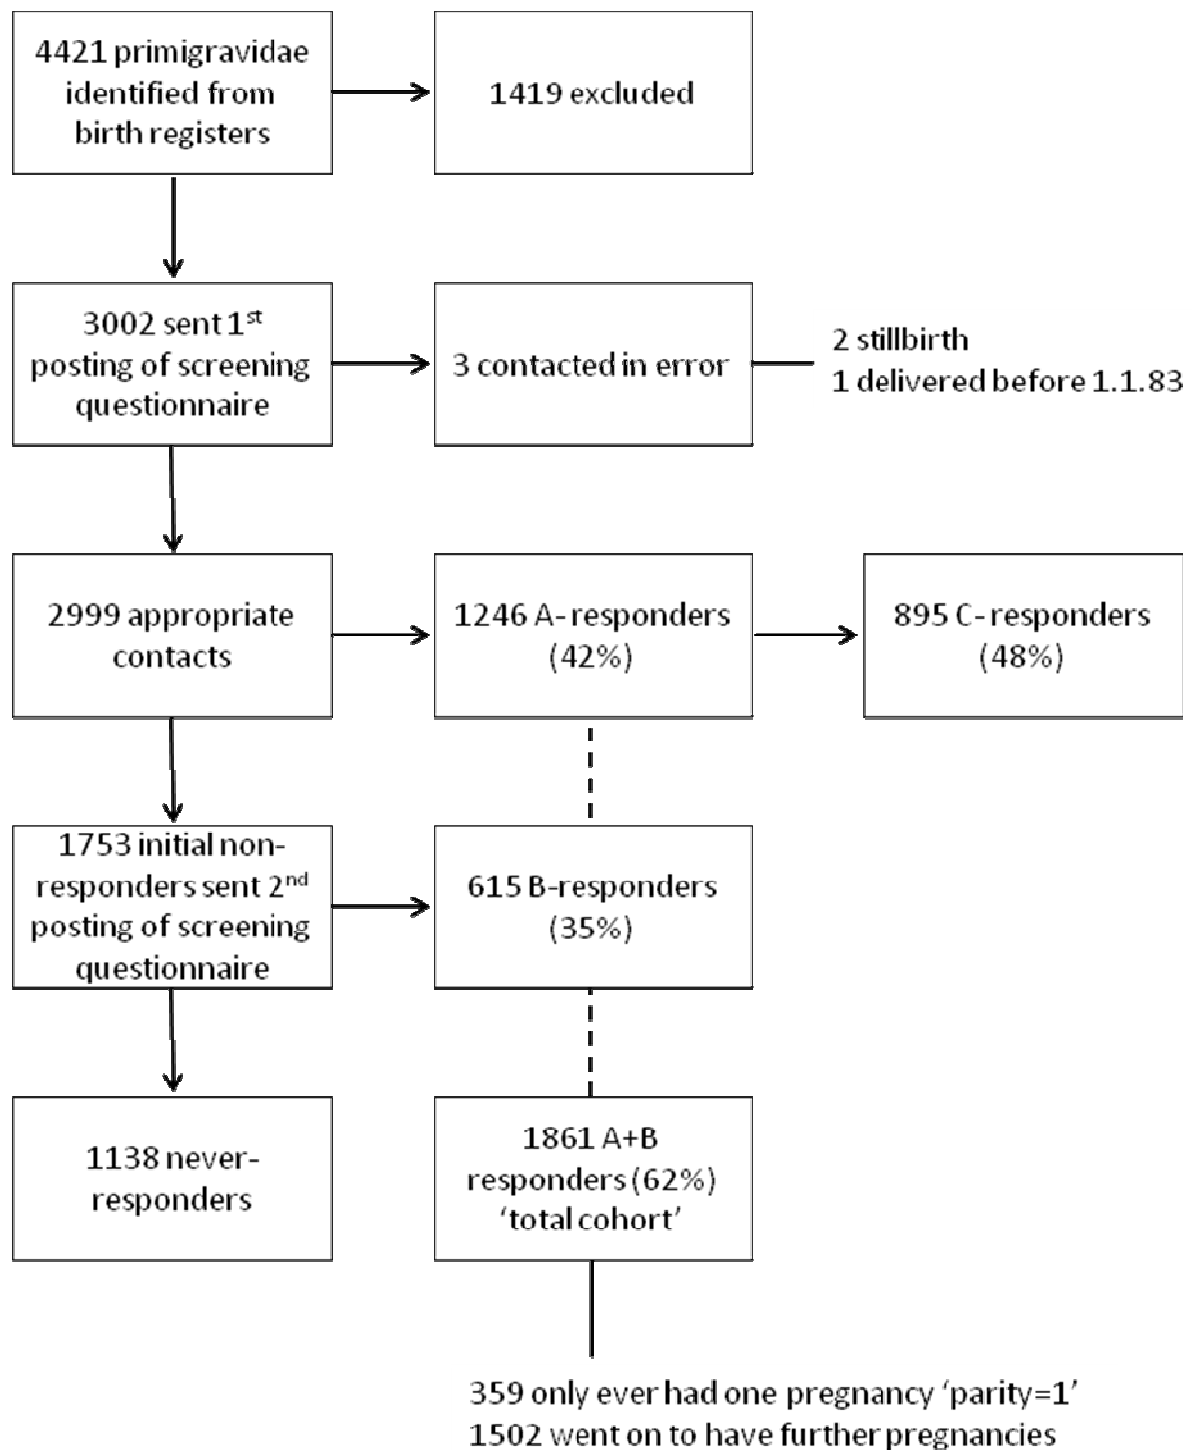 4421 primigravidae
identified from
birth registers
1419 excluded
3002 sent 1st
posting of screening
questionnaire
3 contacted in error
2 stillbirth
1 delivered before 1.1.83
2999 appropriate
contacts
1246 A- responders
(42%)
895 C- responders
(48%)
1753 initial non-
responders sent 2nd
posting of screening
questionnaire
615 B-responders
(35%)
1138 never-
responders
1861 A+B
responders (62%)
‘total cohort’
359 only ever had one pregnancy ‘parity=1’
1502 went on to have further pregnancies